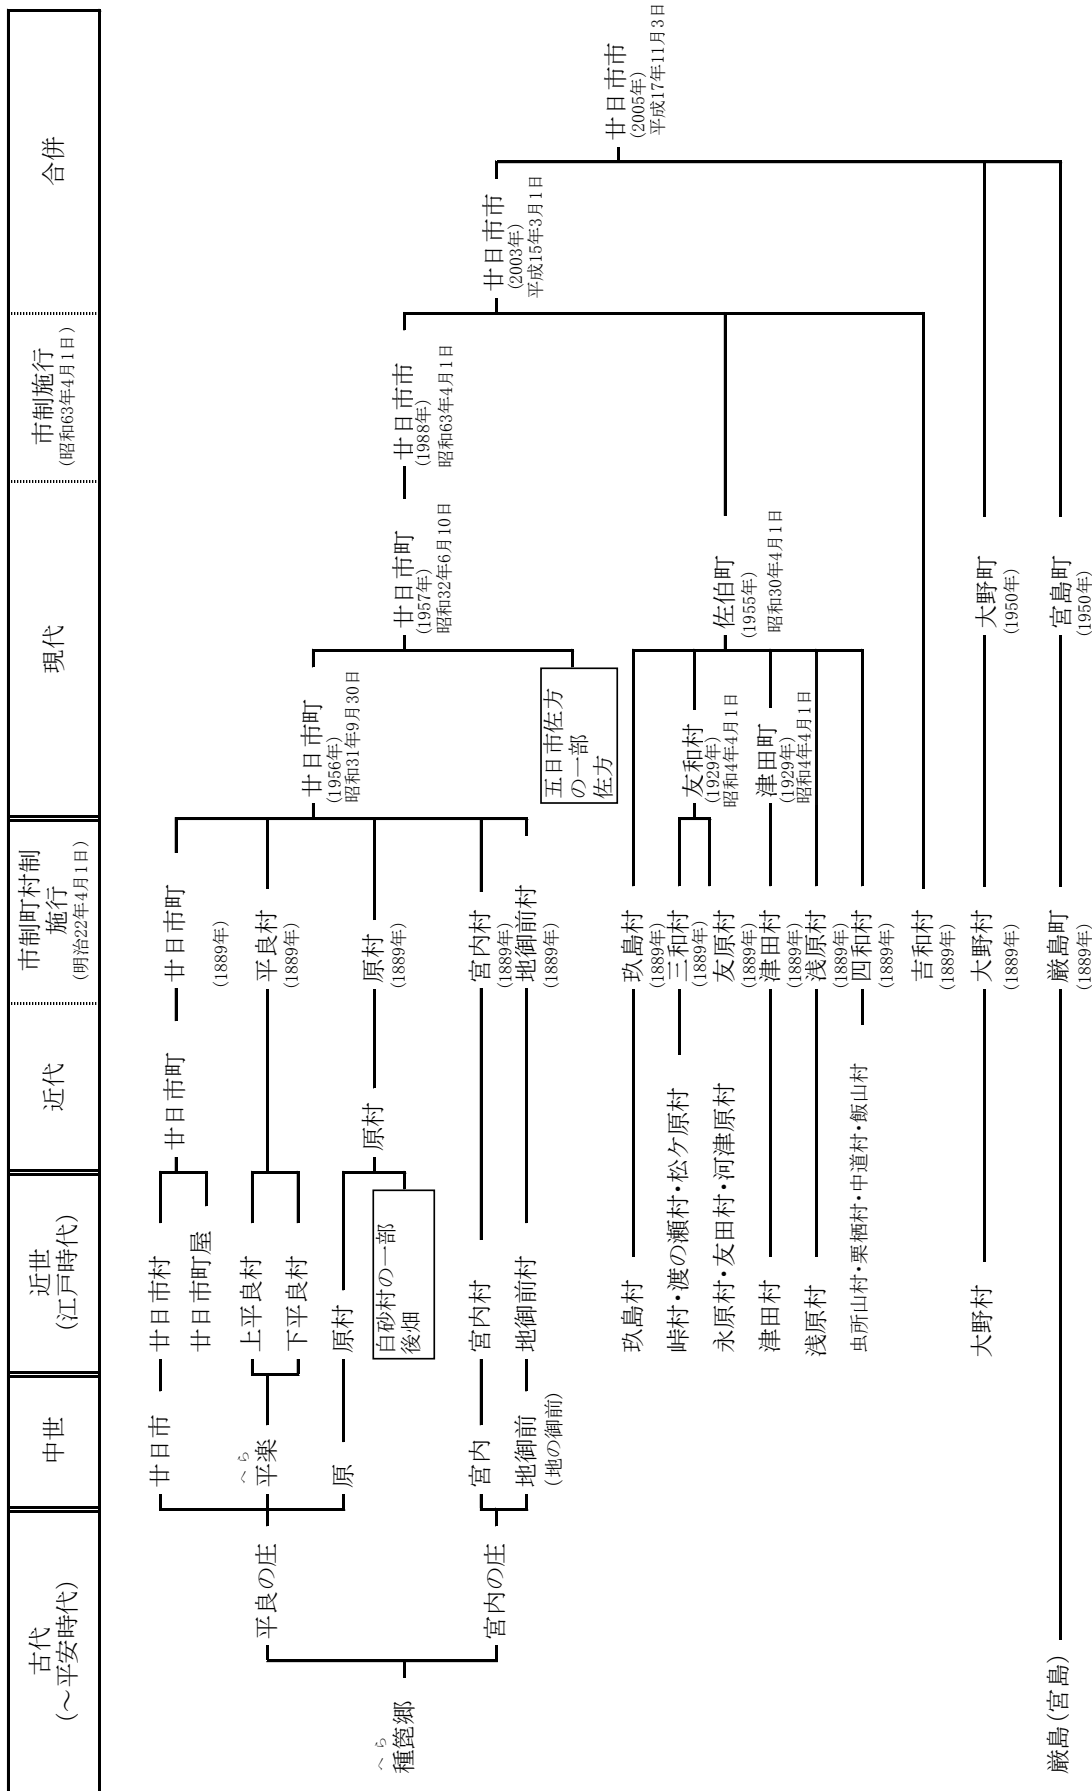 古代
(～平安時代)
中世
近世
(江戸時代)
近代
市制町村制
施行
(明治22年4月1日)
現代
市制施行
(昭和63年4月1日)
合併
へら
種箆郷
平良の庄
宮内の庄
廿日市
へら
平楽
原
宮内
地御前
(地の御前)
廿日市村
廿日市町屋
上平良村
下平良村
原村
白砂村の一部
後畑
宮内村
地御前村
玖島村
峠村・渡の瀬村・松ケ原村
永原村・友田村・河津原村
津田村
浅原村
虫所山村・栗栖村・中道村・飯山村
大野村
厳島(宮島)
廿日市町
原村
廿日市町
(1889年)
平良村
(1889年)
原村
(1889年)
宮内村
(1889年)
地御前村
(1889年)
玖島村
(1889年)
三和村
(1889年)
友原村
(1889年)
津田村
(1889年)
浅原村
(1889年)
四和村
(1889年)
吉和村
(1889年)
大野村
(1889年)
厳島町
(1889年)
廿日市町
(1956年)
昭和31年9月30日
五日市佐方
の一部
佐方
友和村
(1929年)
昭和4年4月1日
津田町
(1929年)
昭和4年4月1日
廿日市町
(1957年)
昭和32年6月10日
佐伯町
(1955年)
昭和30年4月1日
大野町
(1950年)
宮島町
(1950年)
廿日市市
(1988年)
昭和63年4月1日
廿日市市
(2003年)
平成15年3月1日
廿日市市
(2005年)
平成17年11月3日